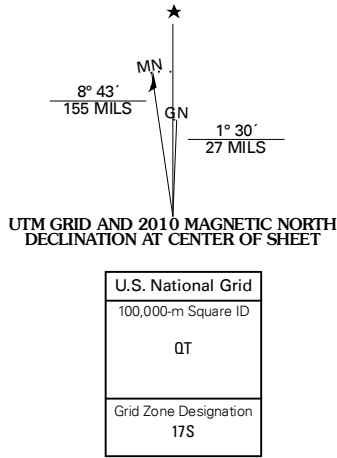 MN
8° 43´
155 MILS
GN
1° 30´
27 MILS
UTM GRID AND 2010 MAGNETIC NORTH
DECLINATION AT CENTER OF SHEET
U.S. National Grid
100,000-m Square ID
QT
Grid Zone Designation
17S